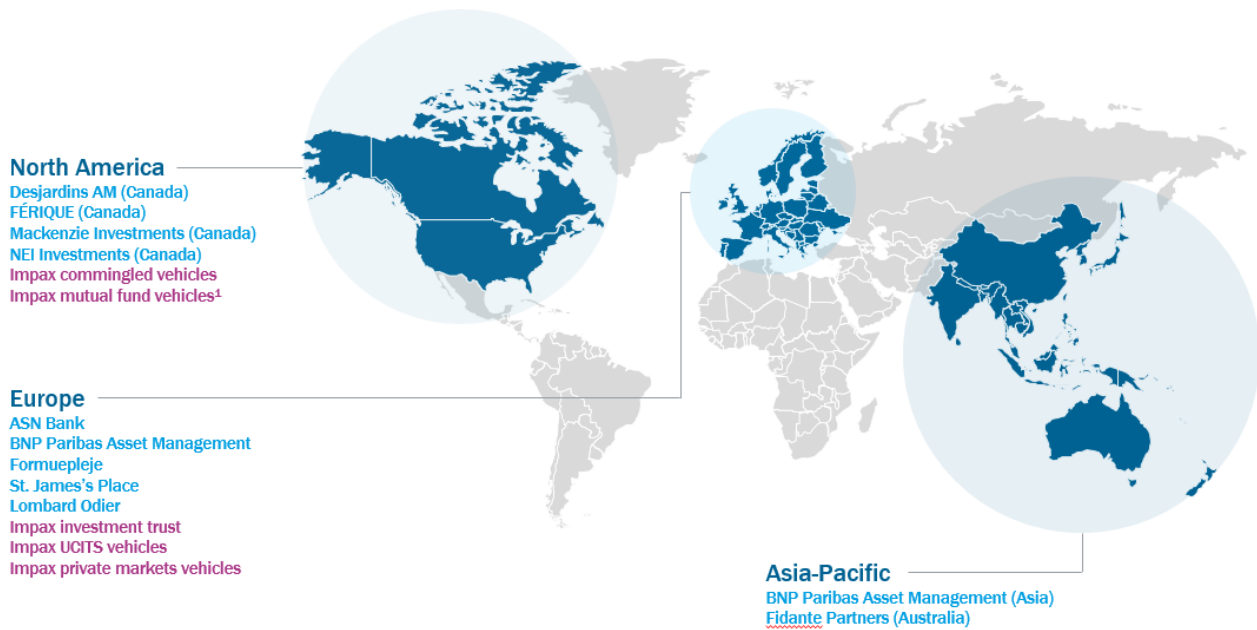 North America
Desjardins AM (Canada)
FÉRIQUE (Canada)
Mackenzie Investments (Canada)
NEI Investments (Canada)
Impax commingled vehicles
Impax mutual fund vehicles¹
Europe
ASN Bank
BNP Paribas Asset Management
Formuepleje
St. James's Place
Lombard Odier
Impax investment trust
Impax UCITS vehicles
Impax private markets vehicles
Asia-Pacific
BNP Paribas Asset Management (Asia)
Fidante Partners (Australia)